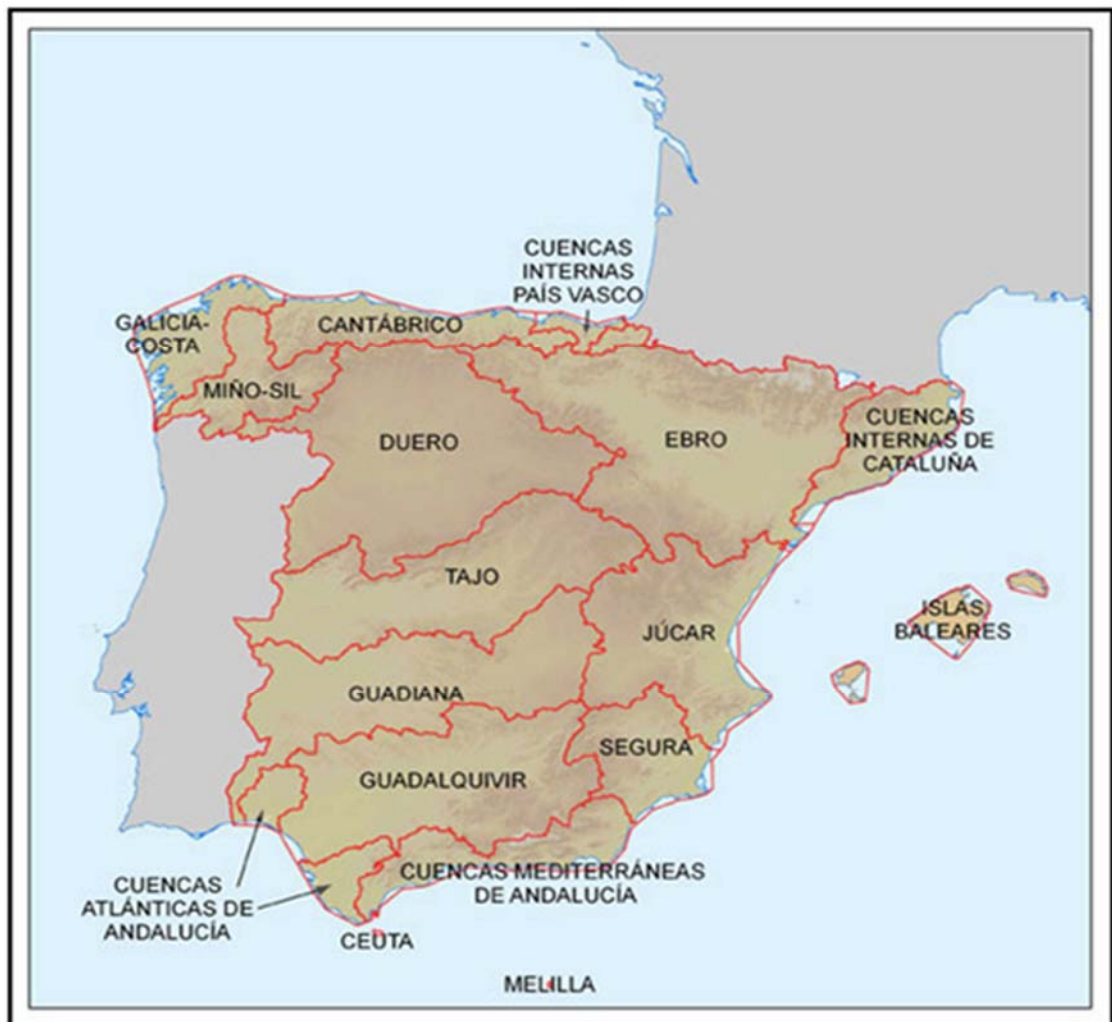 CUENCAS
INTERNAS
PAÍS VASCO
GALICIA-
COSTA
CANTÁBRICO
MIÑO-SIL
DUERO
EBRO
CUENCAS
INTERNAS DE
CATALUÑA
TAJO
JÚCAR
ISLAS
BALEARES
GUADIANA
SEGURA
GUADALQUIVIR
CUENCAS
ATLÁNTICAS DE
ANDALUCÍA
CUENCAS MEDITERRÁNEAS
DE ANDALUCÍA
CEUTA
MELILLA